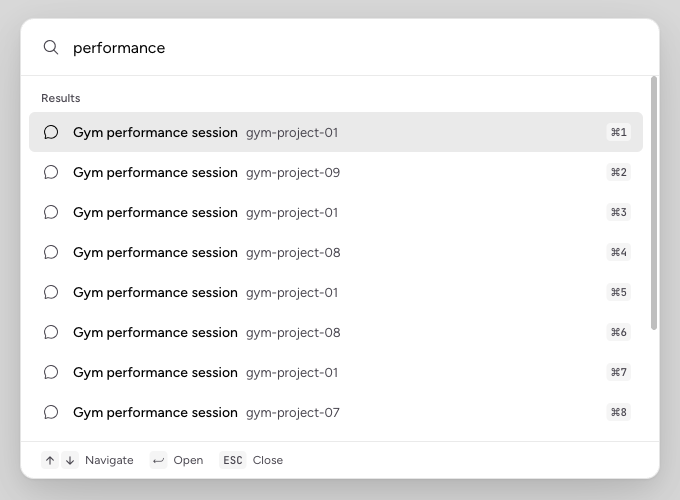 performance
Results
Gym performance session gym-project-01 ⌘1
Gym performance session gym-project-09 ⌘2
Gym performance session gym-project-01 ⌘3
Gym performance session gym-project-08 ⌘4
Gym performance session gym-project-01 ⌘5
Gym performance session gym-project-08 ⌘6
Gym performance session gym-project-01 ⌘7
Gym performance session gym-project-07 ⌘8
↑ ↓ Navigate ↩ Open ESC Close